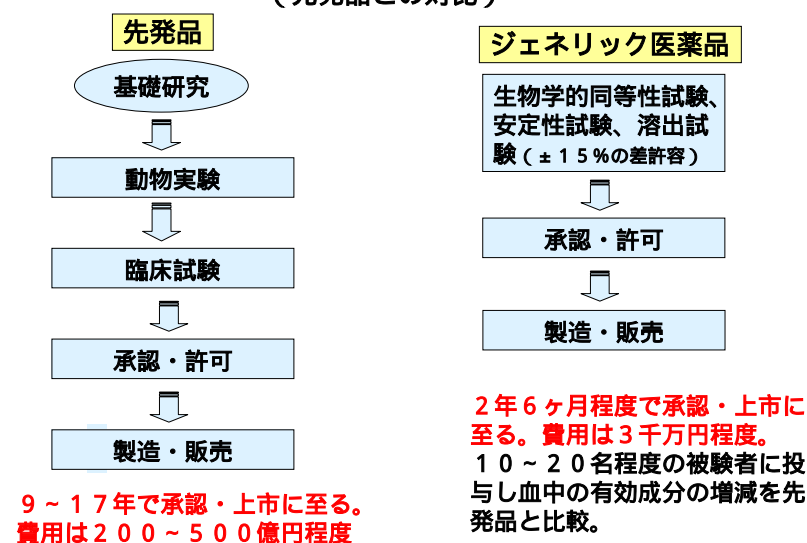 (先発品との対比)
先発品
基礎研究
動物実験
臨床試験
承認・許可
製造・販売
9~17年で承認・上市に至る。
費用は200~500億円程度
ジェネリック医薬品
生物学的同等性試験、
安定性試験、溶出試
験(±15%の差許容)
承認・許可
製造・販売
2年6ヶ月程度で承認・上市に
至る。費用は3千万円程度。
10~20名程度の被験者に投
与し血中の有効成分の増減を先
発品と比較。